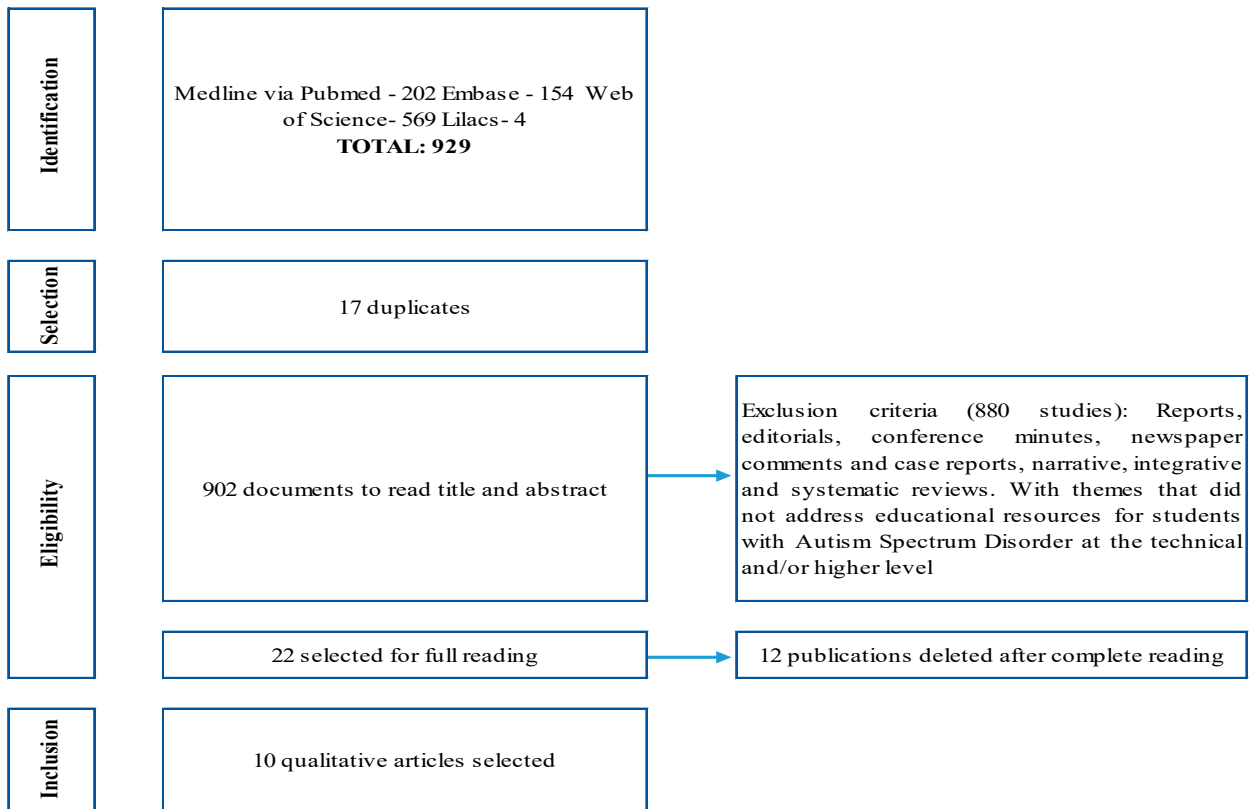 Identification
Medline via Pubmed - 202 Embase - 154 Web
of Science- 569 Lilacs- 4
TOTAL: 929
Selection
17 duplicates
Eligibility
902 documents to read title and abstract
Exclusion criteria (880 studies): Reports,
editorials, conference minutes, newspaper
comments and case reports, narrative, integrative
and systematic reviews. With themes that did
not address educational resources for students
with Autism Spectrum Disorder at the technical
and/or higher level
22 selected for full reading
12 publications deleted after complete reading
Inclusion
10 qualitative articles selected